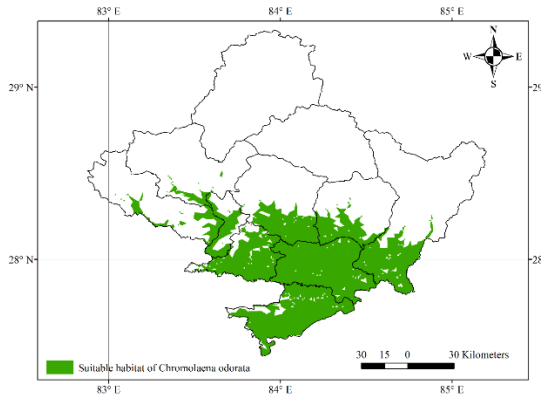 83° E 84° E 85° E
N
W E
S
29° N 29
28° N 28
Suitable habitat of Chromolaena odorata
30 15 0 30 Kilometers
83 °E 84° E 85° E